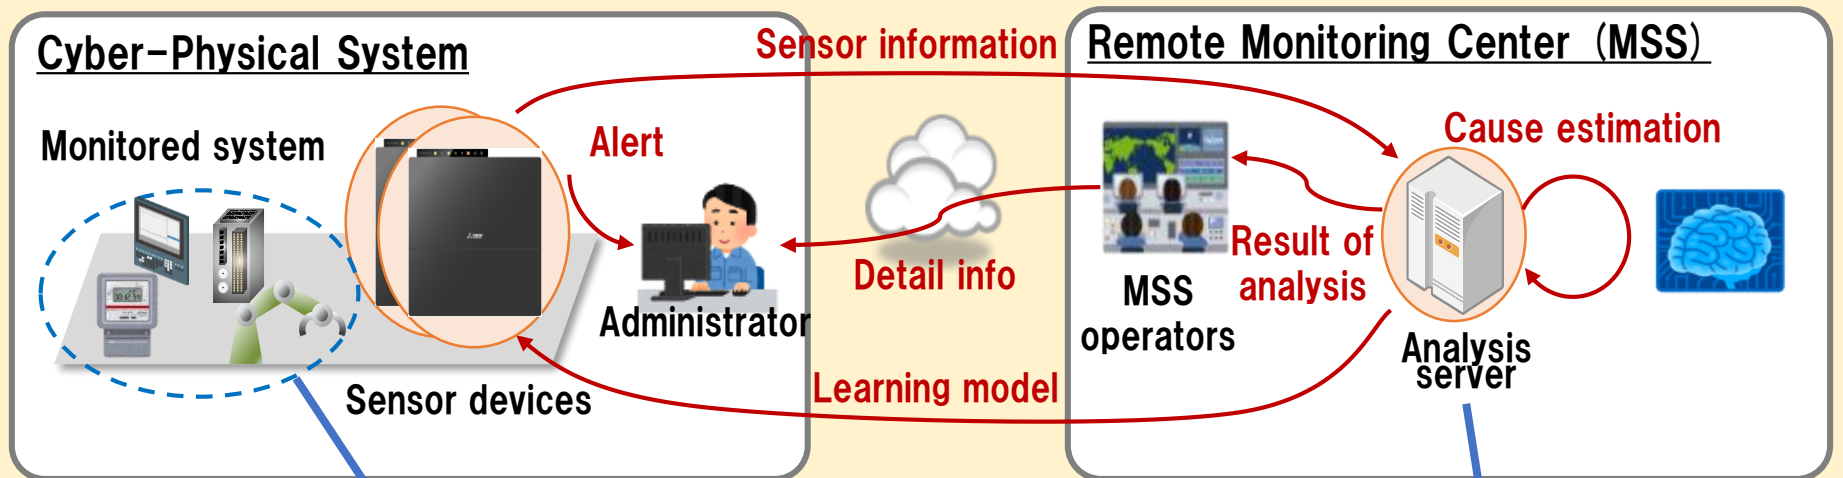 Cyber-Physical System
Sensor information
Remote Monitoring Center (MSS)
Monitored system
Alert
Cause estimation
Detail info
Result of
analysis
MSS
operators
Administrator
Analysis
server
Sensor devices
Learning model